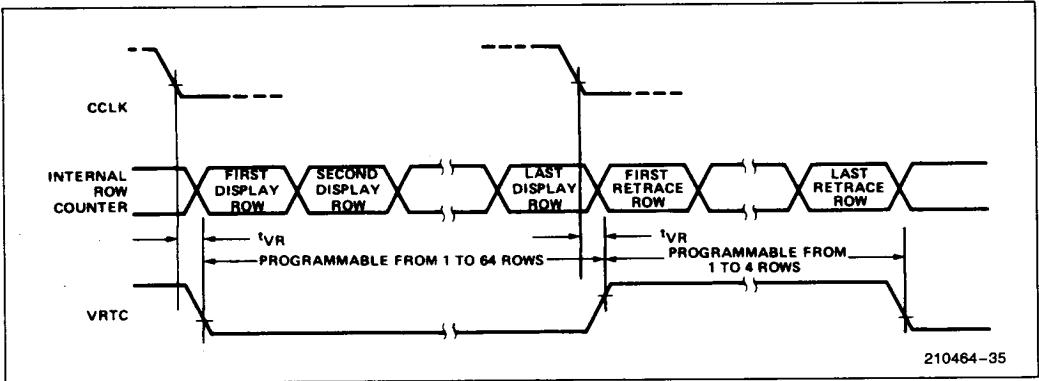 CCLK
INTERNAL
ROW
COUNTER
FIRST
DISPLAY
ROW
SECOND
DISPLAY
ROW
LAST
DISPLAY
ROW
FIRST
RETRACE
ROW
LAST
RETRACE
ROW
tVR
tVR
PROGRAMMABLE FROM 1 TO 64 ROWS
PROGRAMMABLE FROM
1 TO 4 ROWS
VRTC
210464-35